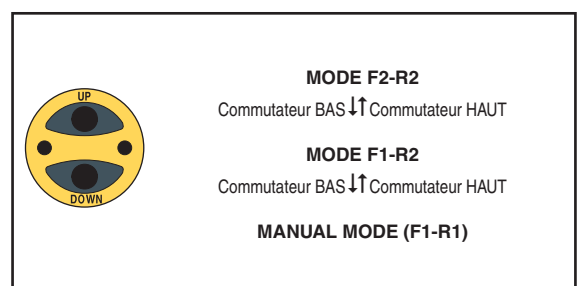 UP
DOWN
MODE F2-R2
Commutateur BAS ↓↑ Commutateur HAUT
MODE F1-R2
Commutateur BAS ↓↑ Commutateur HAUT
MANUAL MODE (F1-R1)